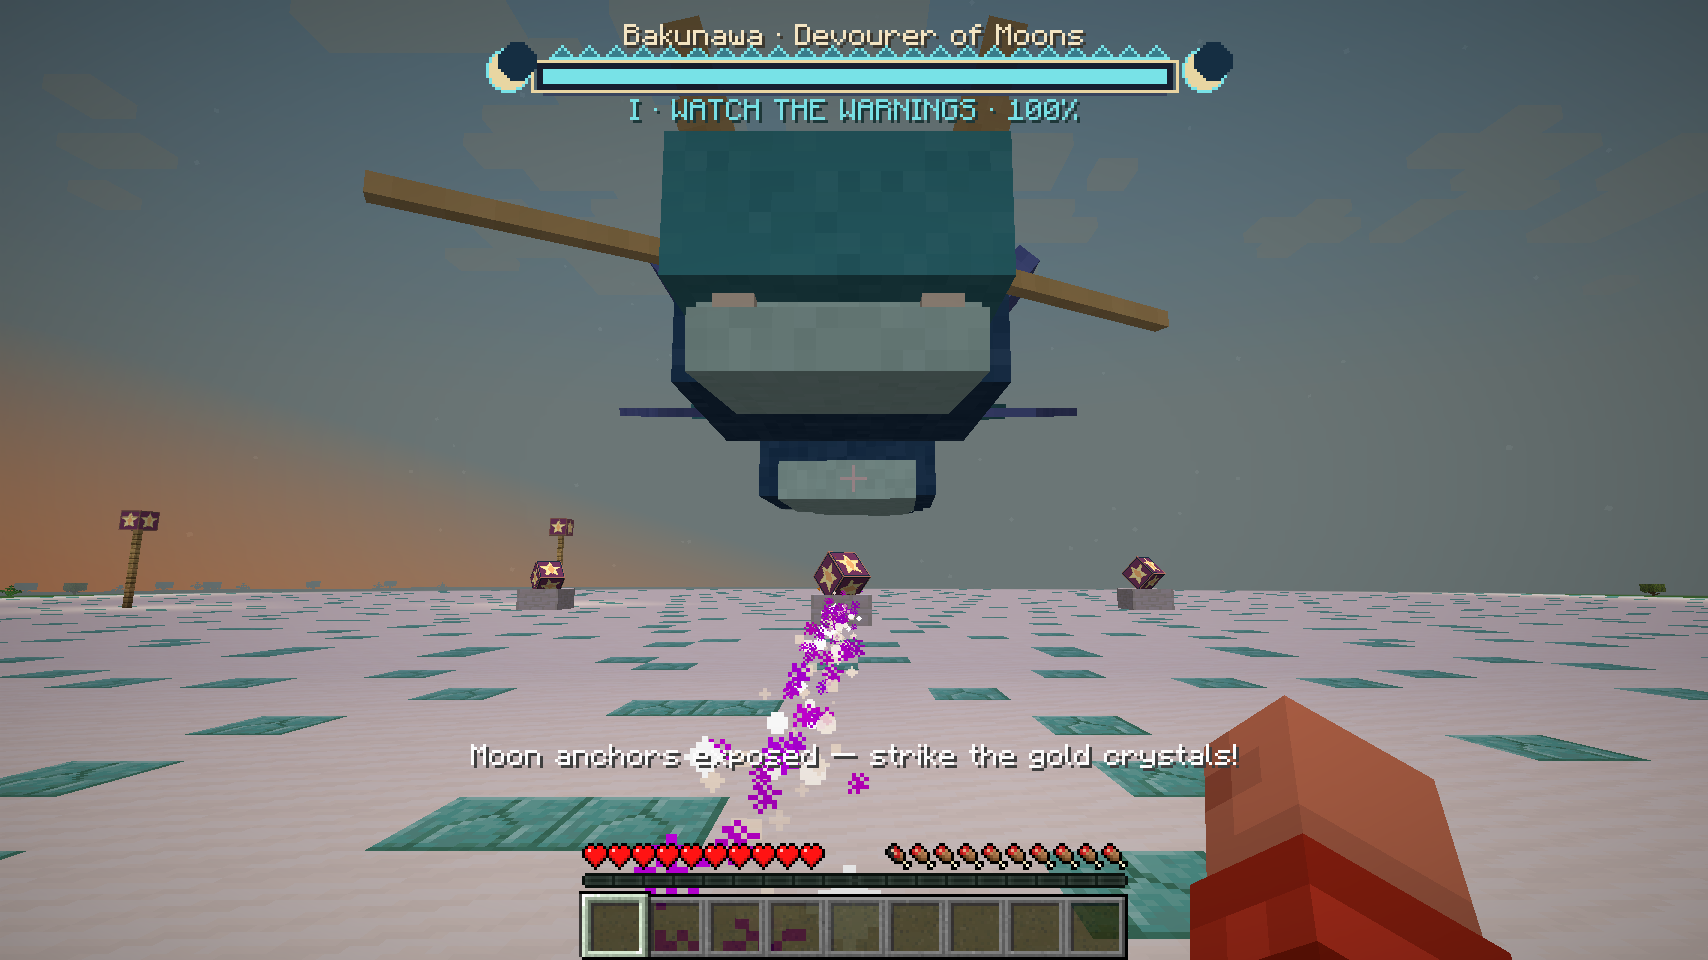 Bakunawa · Devourer of Moons
I · WATCH THE WARNINGS · 100%
Moon anchors exposed — strike the gold crystals!